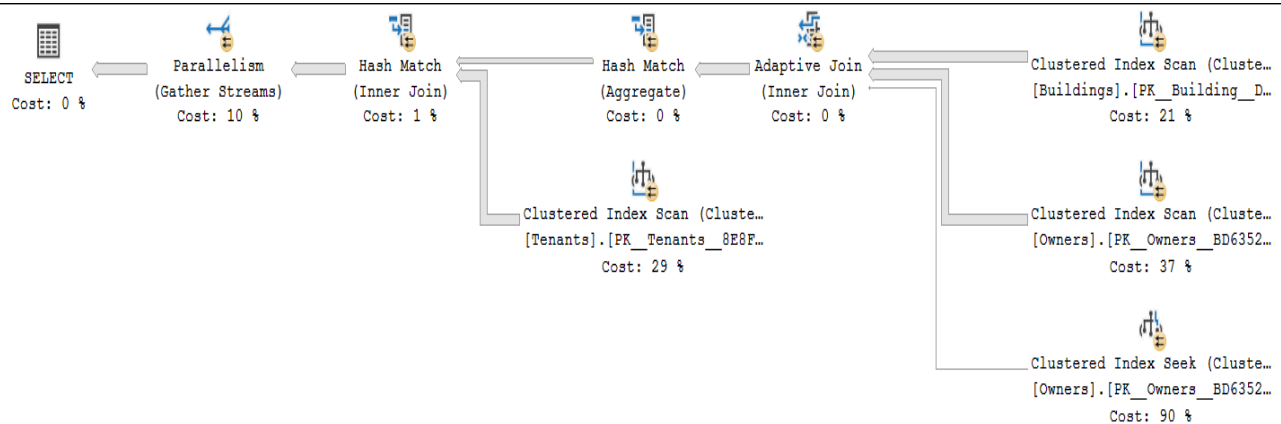 SELECT
Cost: 0 %
Parallelism
(Gather Streams)
Cost: 10 %
Hash Match
(Inner Join)
Cost: 1 %
Hash Match
(Aggregate)
Cost: 0 %
Adaptive Join
(Inner Join)
Cost: 0 %
Clustered Index Scan (Cluste…
[Buildings].[PK__Building__D…
Cost: 21 %
Clustered Index Scan (Cluste…
[Tenants].[PK__Tenants__8E8F…
Cost: 29 %
Clustered Index Scan (Cluste…
[Owners].[PK__Owners__BD6352…
Cost: 37 %
Clustered Index Seek (Cluste…
[Owners].[PK__Owners__BD6352…
Cost: 90 %